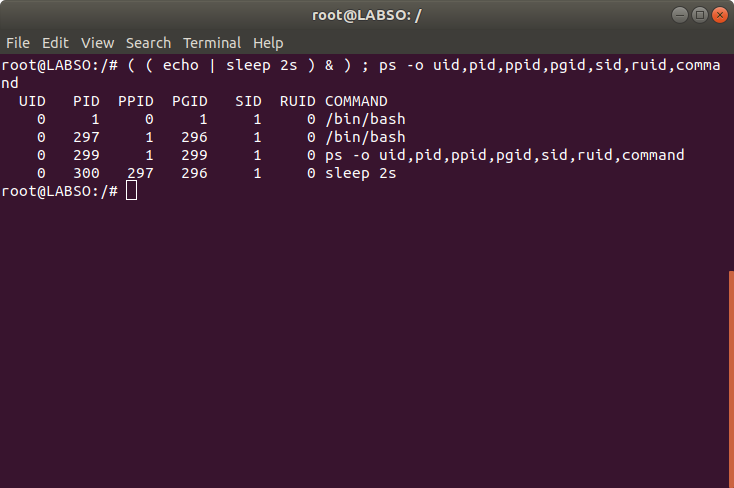 root@LABSO: /
File Edit View Search Terminal Help
root@LABSO:/# ( ( echo | sleep 2s ) & ) ; ps -o uid,pid,ppid,pgid,sid,ruid,comma
nd
  UID   PID  PPID  PGID   SID  RUID COMMAND
    0     1     0     1     1     0 /bin/bash
    0   297     1   296     1     0 /bin/bash
    0   299     1   299     1     0 ps -o uid,pid,ppid,pgid,sid,ruid,command
    0   300   297   296     1     0 sleep 2s
root@LABSO:/#